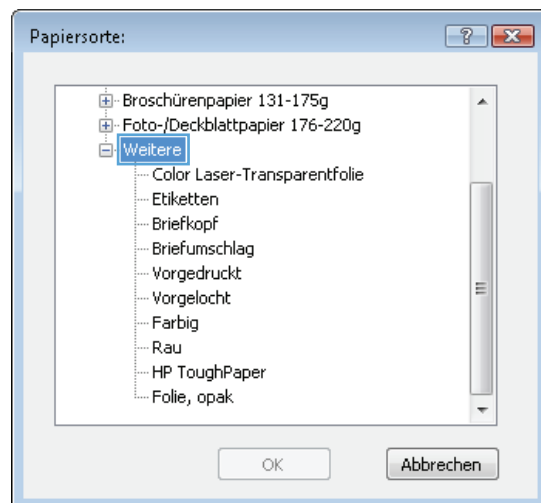 Papiersorte:
Broschürenpapier 131-175g
Foto-/Deckblattpapier 176-220g
Weitere
Color Laser-Transparentfolie
Etiketten
Briefkopf
Briefumschlag
Vorgedruckt
Vorgelocht
Farbig
Rau
HP ToughPaper
Folie, opak
OK
Abbrechen